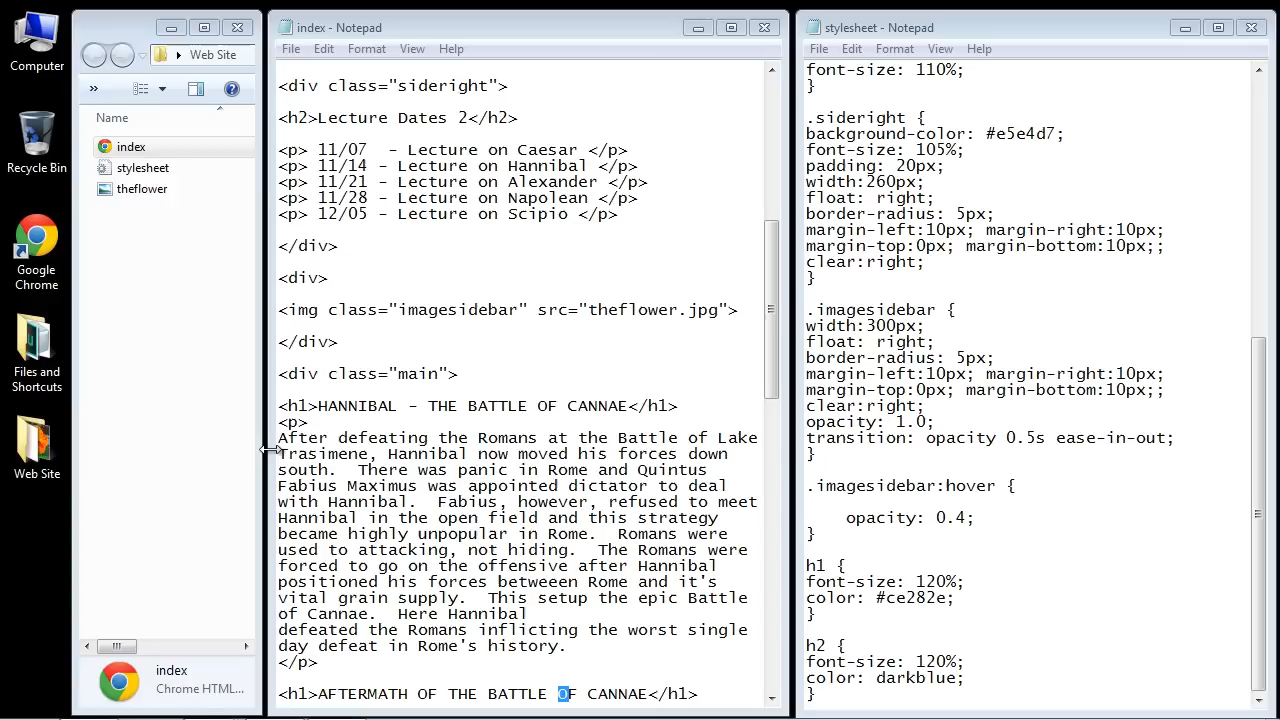 Computer
Recycle Bin
Google
Chrome
Files and
Shortcuts
Web Site
Web Site
»
Name
index
stylesheet
theflower
index
Chrome HTML...
index - Notepad
File Edit Format View Help
<div class="sideright">
<h2>Lecture Dates 2</h2>
<p> 11/07  - Lecture on Caesar </p>
<p> 11/14 - Lecture on Hannibal </p>
<p> 11/21 - Lecture on Alexander </p>
<p> 11/28 - Lecture on Napolean </p>
<p> 12/05 - Lecture on Scipio </p>
</div>
<div>
<img class="imagesidebar" src="theflower.jpg">
</div>
<div class="main">
<h1>HANNIBAL - THE BATTLE OF CANNAE</h1>
<p>
After defeating the Romans at the Battle of Lake
Trasimene, Hannibal now moved his forces down
south.  There was panic in Rome and Quintus
Fabius Maximus was appointed dictator to deal
with Hannibal.  Fabius, however, refused to meet
Hannibal in the open field and this strategy
became highly unpopular in Rome.  Romans were
used to attacking, not hiding.  The Romans were
forced to go on the offensive after Hannibal
positioned his forces betweeen Rome and it's
vital grain supply.  This setup the epic Battle
of Cannae.  Here Hannibal
defeated the Romans inflicting the worst single
day defeat in Rome's history.
</p>
<h1>AFTERMATH OF THE BATTLE OF CANNAE</h1>
stylesheet - Notepad
File Edit Format View Help
font-size: 110%;
}
.sideright {
background-color: #e5e4d7;
font-size: 105%;
padding: 20px;
width:260px;
float: right;
border-radius: 5px;
margin-left:10px; margin-right:10px;
margin-top:0px; margin-bottom:10px;;
clear:right;
}
.imagesidebar {
width:300px;
float: right;
border-radius: 5px;
margin-left:10px; margin-right:10px;
margin-top:0px; margin-bottom:10px;;
clear:right;
opacity: 1.0;
transition: opacity 0.5s ease-in-out;
}
.imagesidebar:hover {
opacity: 0.4;
}
h1 {
font-size: 120%;
color: #ce282e;
}
h2 {
font-size: 120%;
color: darkblue;
}